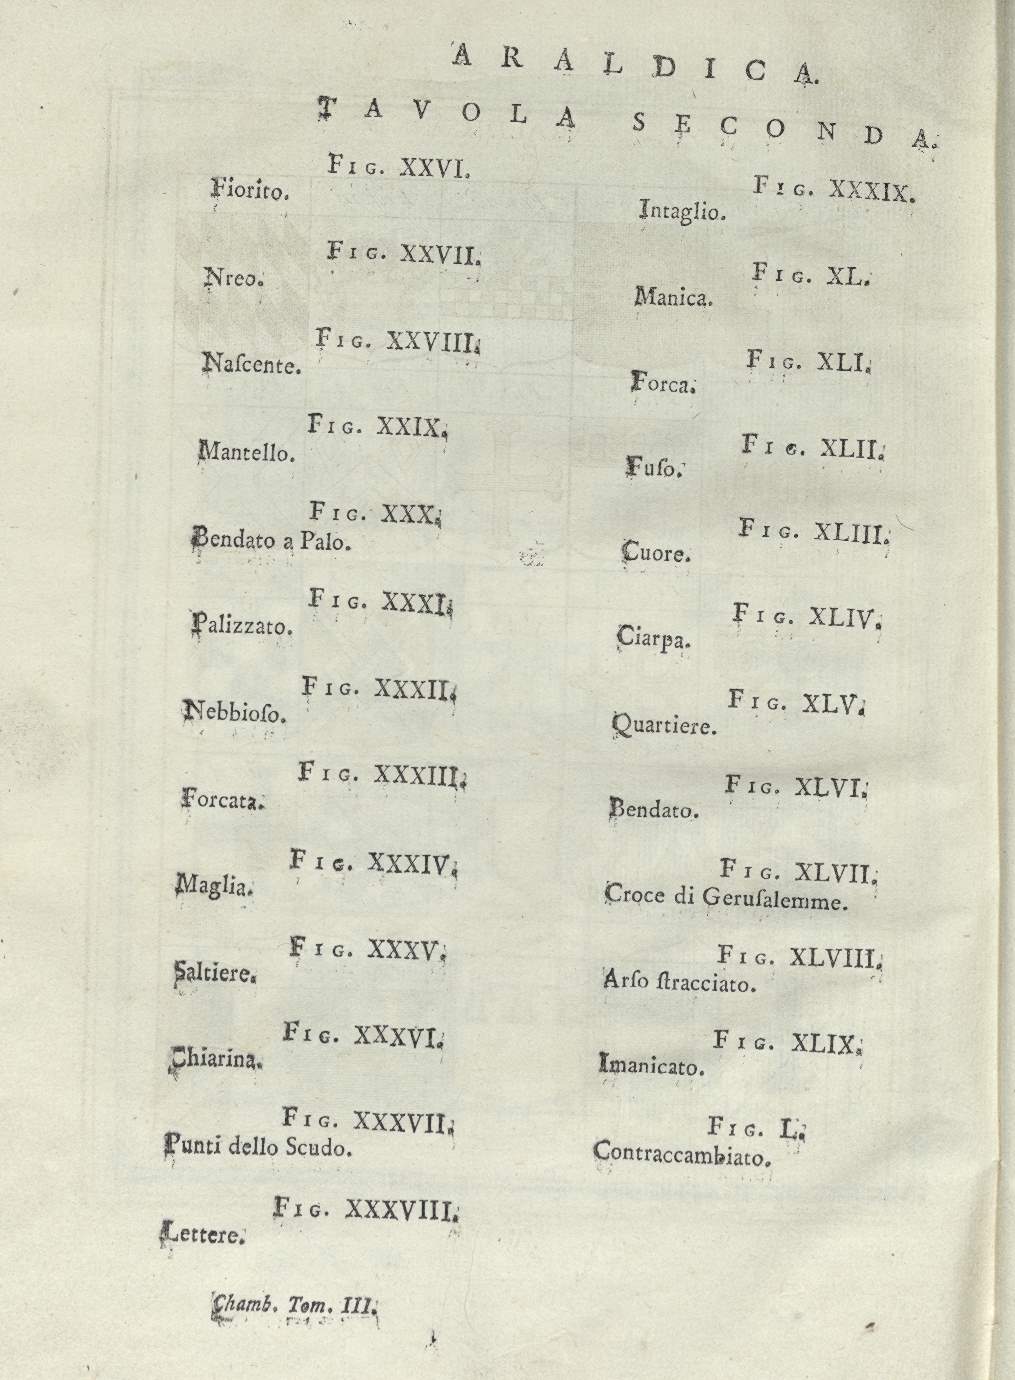 ARALDICA.
TAVOLA SECONDA.
FIG. XXVI.
Fiorito.
FIG. XXVII.
Nreo.
FIG. XXVIII.
Naſcente.
FIG. XXIX.
Mantello.
FIG. XXX.
Bendato a Palo.
FIG. XXXI.
Palizzato.
FIG. XXXII.
Nebbioſo.
FIG. XXXIII.
Forcata.
FIG. XXXIV.
Maglia.
FIG. XXXV.
Saltiere.
FIG. XXXVI.
Chiarina.
FIG. XXXVII.
Punti dello Scudo.
FIG. XXXVIII.
Lettere.
FIG. XXXIX.
Intaglio.
FIG. XL.
Manica.
FIG. XLI.
Forca.
FIG. XLII.
Fuſo.
FIG. XLIII.
Cuore.
FIG. XLIV.
Ciarpa.
FIG. XLV.
Quartiere.
FIG. XLVI.
Bendato.
FIG. XLVII.
Croce di Geruſalemme.
FIG. XLVIII.
Arſo ſtracciato.
FIG. XLIX.
Imanicato.
FIG. L.
Contraccambiato.
Chamb. Tom. III.